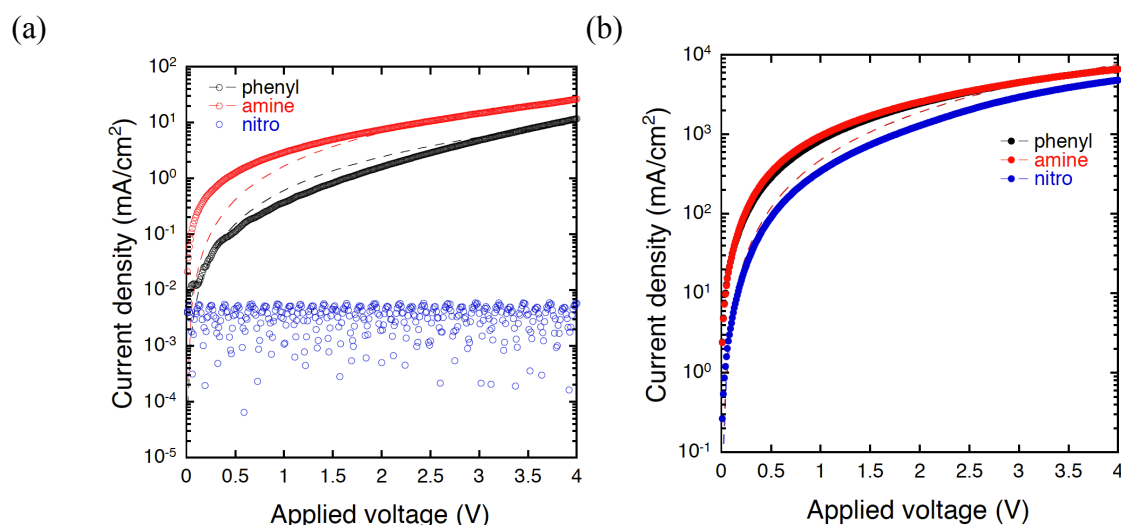 (a)
(b)
10^2
10^1
10^0
10^-1
10^-2
10^-3
10^-4
10^-5
Current density (mA/cm^2)
phenyl
amine
nitro
0 0.5 1 1.5 2 2.5 3 3.5 4
Applied voltage (V)
10^4
10^3
10^2
10^1
10^0
10^-1
Current density (mA/cm^2)
phenyl
amine
nitro
0 0.5 1 1.5 2 2.5 3 3.5 4
Applied voltage (V)